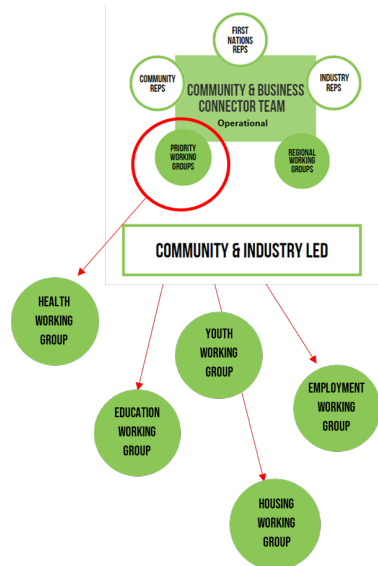 FIRST
NATIONS
REPS
COMMUNITY
REPS
INDUSTRY
REPS
COMMUNITY & BUSINESS
CONNECTOR TEAM
Operational
PRIORITY
WORKING
GROUPS
REGIONAL
WORKING
GROUPS
COMMUNITY & INDUSTRY LED
HEALTH
WORKING
GROUP
YOUTH
WORKING
GROUP
EDUCATION
WORKING
GROUP
EMPLOYMENT
WORKING
GROUP
HOUSING
WORKING
GROUP